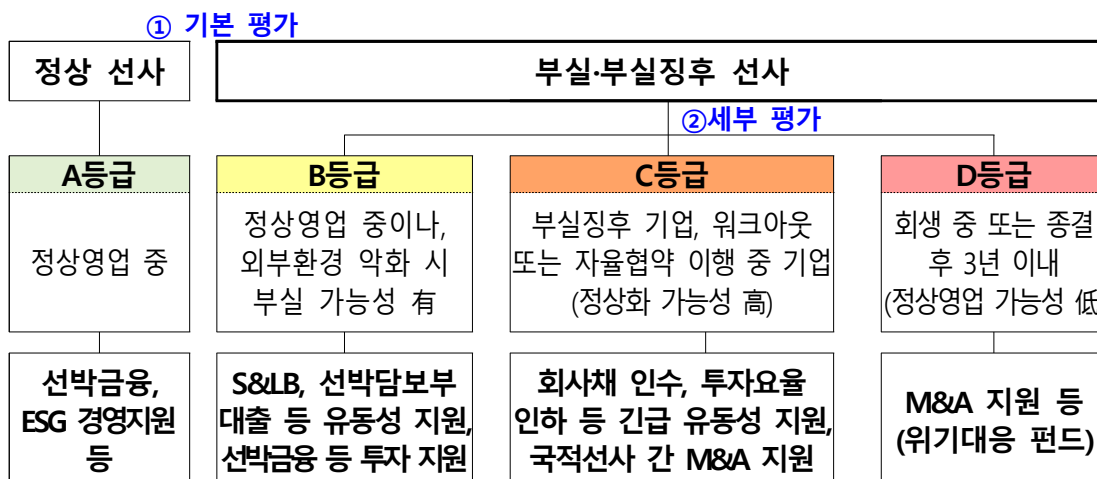 ① 기본 평가
정상 선사
부실·부실징후 선사
②세부 평가
A등급
정상영업 중
선박금융,
ESG 경영지원
등
B등급
정상영업 중이나,
외부환경 악화 시
부실 가능성 有
S&LB, 선박담보부
대출 등 유동성 지원,
선박금융 등 투자 지원
C등급
부실징후 기업, 워크아웃
또는 자율협약 이행 중 기업
(정상화 가능성 高)
회사채 인수, 투자요율
인하 등 긴급 유동성 지원,
국적선사 간 M&A 지원
D등급
회생 중 또는 종결
후 3년 이내
(정상영업 가능성 低
M&A 지원 등
(위기대응 펀드)